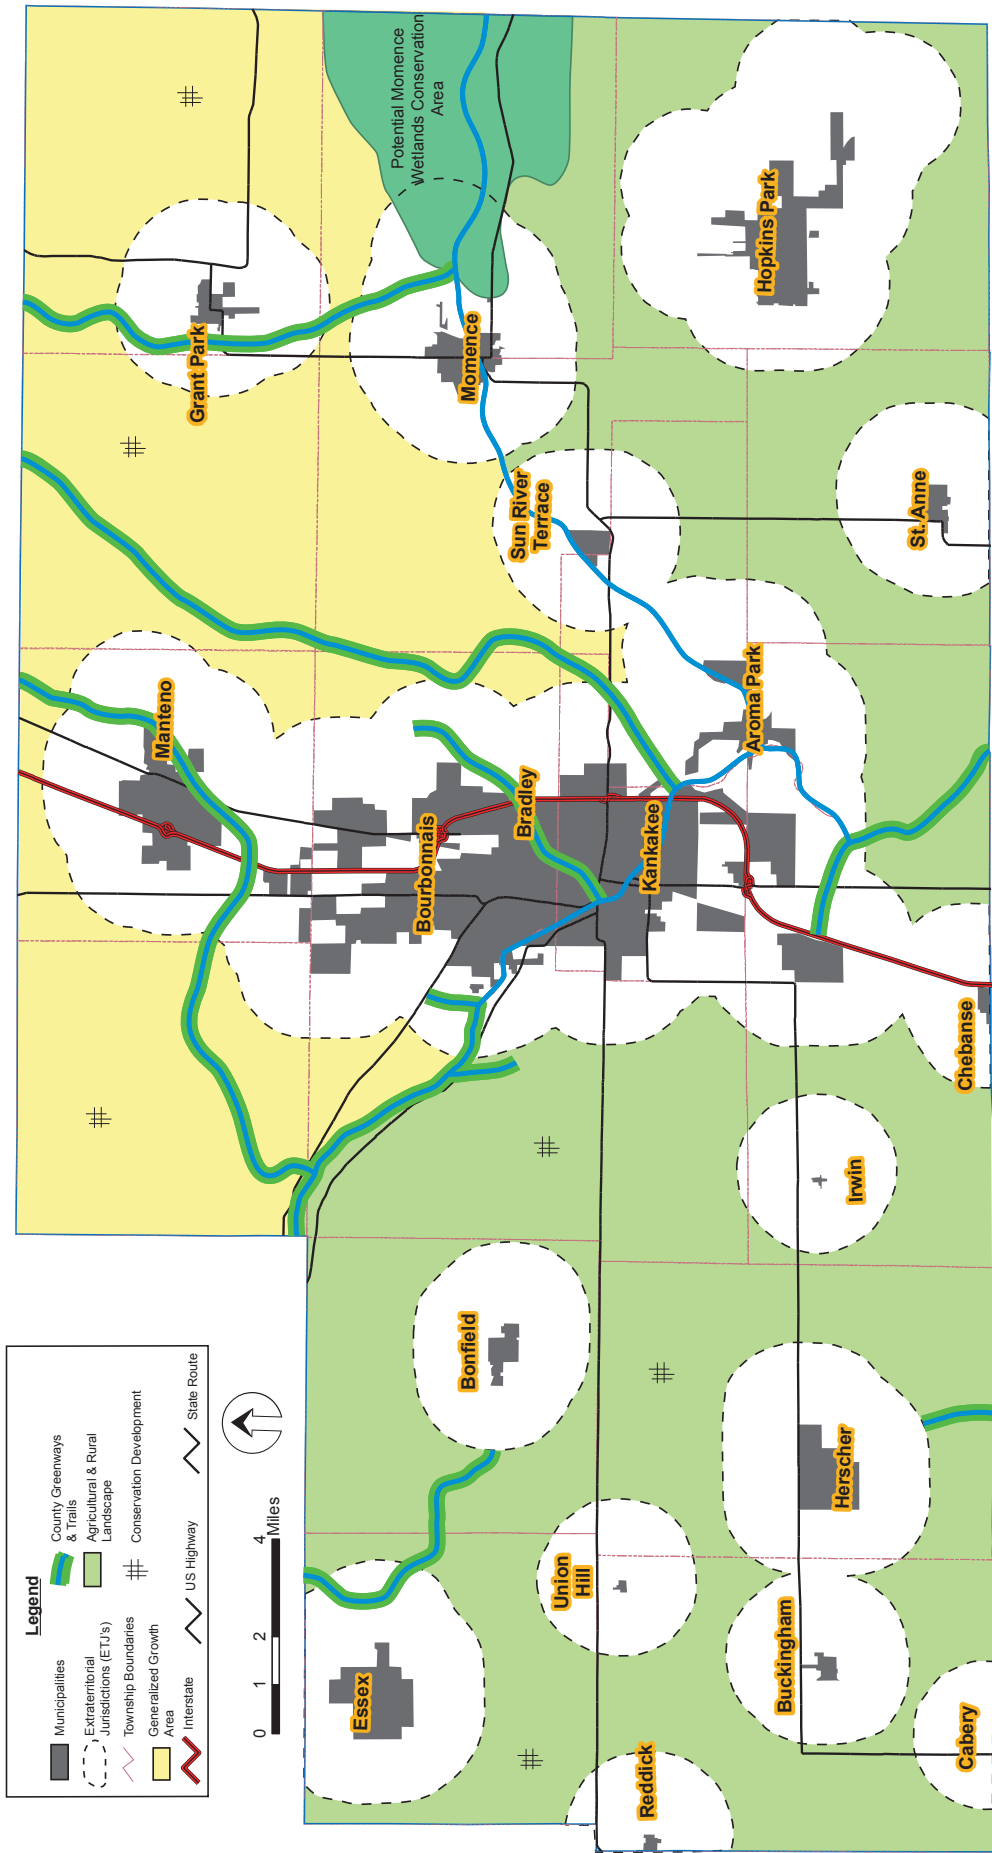 Legend
Municipalities
Extraterritorial
Jurisdictions (ETJ's)
Township Boundaries
Generalized Growth
Area
Interstate
County Greenways
& Trails
Agricultural & Rural
Landscape
Conservation Development
US Highway
State Route
0
1
2
4
Miles
Essex
Reddick
Union
Hill
Buckingham
Cabery
Bonfield
Herscher
Irwin
Chebanse
Manteno
Bourbonnais
Bradley
Kankakee
Aroma Park
Sun River
Terrace
St. Anne
Grant Park
Momence
Hopkins Park
Potential Momence
Wetlands Conservation
Area